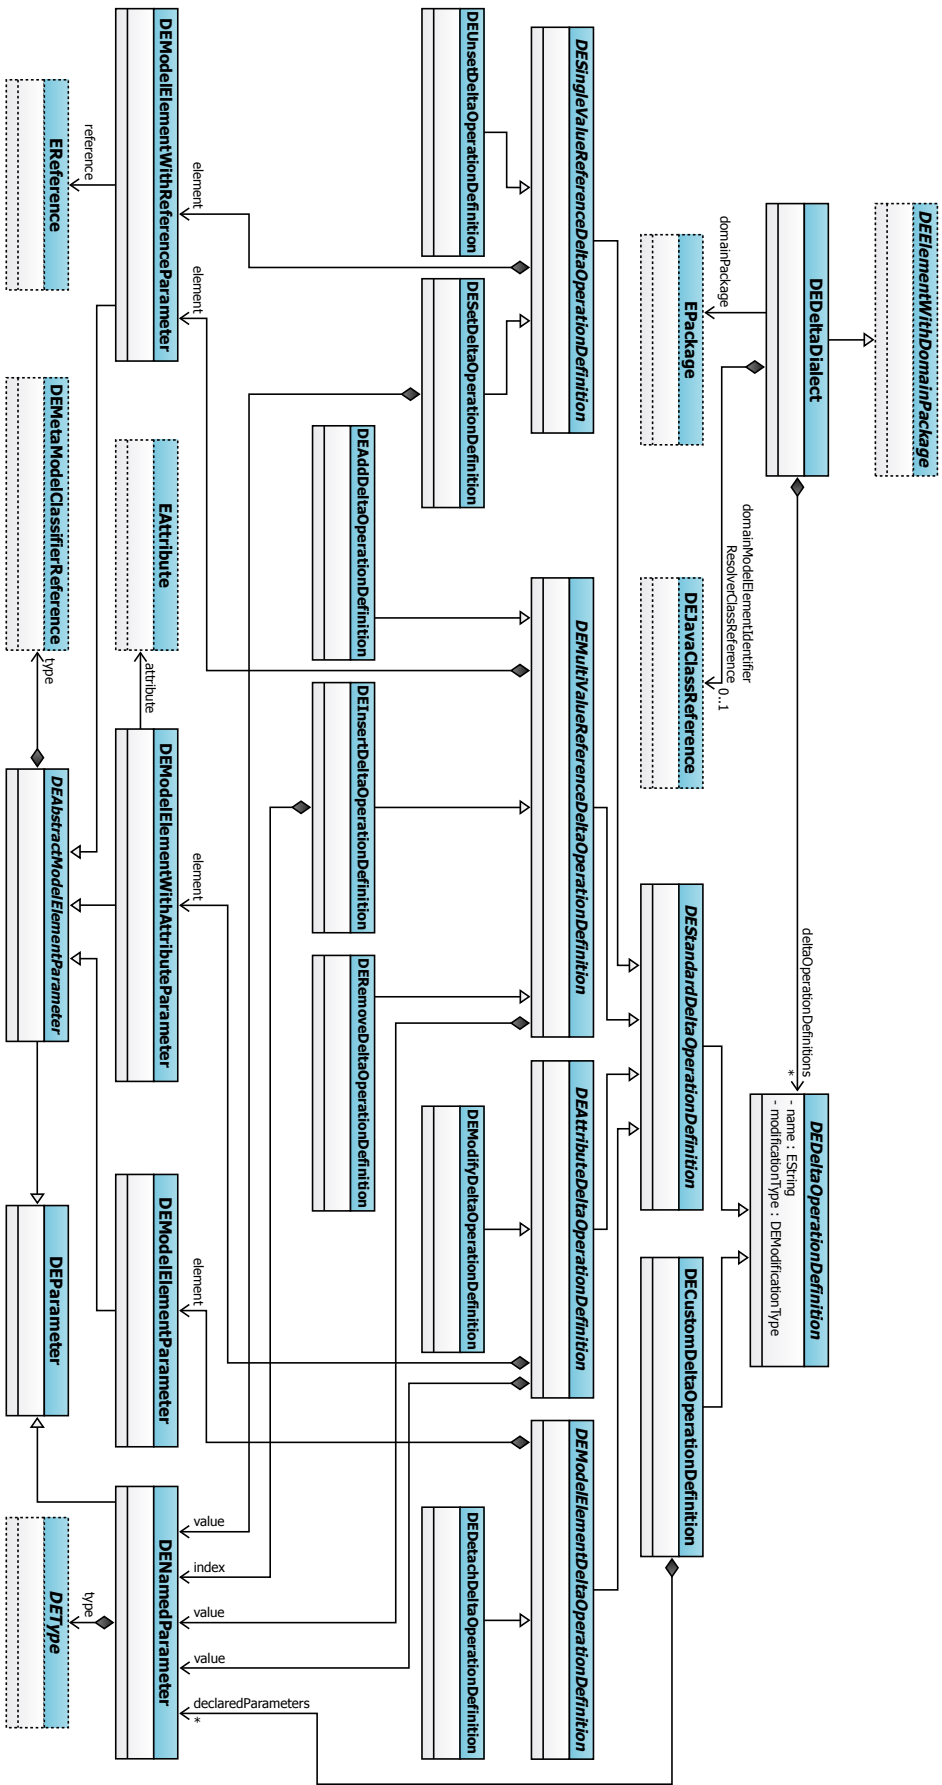 DEElementWithDomainPackage
DEDeltaDialect
deltaOperationDefinitions
*
DEDeltaOperationDefinition
- name : EString
- modificationType : DEModificationType
domainPackage
domainModelElementIdentifier
ResolverClassReference
0..1
EPackage
DEJavaClassReference
DEStandardDeltaOperationDefinition
DECustomDeltaOperationDefinition
DESingleValueReferenceDeltaOperationDefinition
DEMultiValueReferenceDeltaOperationDefinition
DEAttributeDeltaOperationDefinition
DEModelElementDeltaOperationDefinition
DEUnsetDeltaOperationDefinition
DESetDeltaOperationDefinition
DEModifyDeltaOperationDefinition
DEDetachDeltaOperationDefinition
DEAddDeltaOperationDefinition
DEInsertDeltaOperationDefinition
DERemoveDeltaOperationDefinition
element
element
element
element
value
index
value
value
declaredParameters
*
DEModelElementWithReferenceParameter
EAttribute
attribute
DEModelElementWithAttributeParameter
DEModelElementParameter
DENamedParameter
reference
type
type
EReference
DEMetaModelClassifierReference
DEAbstractModelElementParameter
DEParameter
DEType